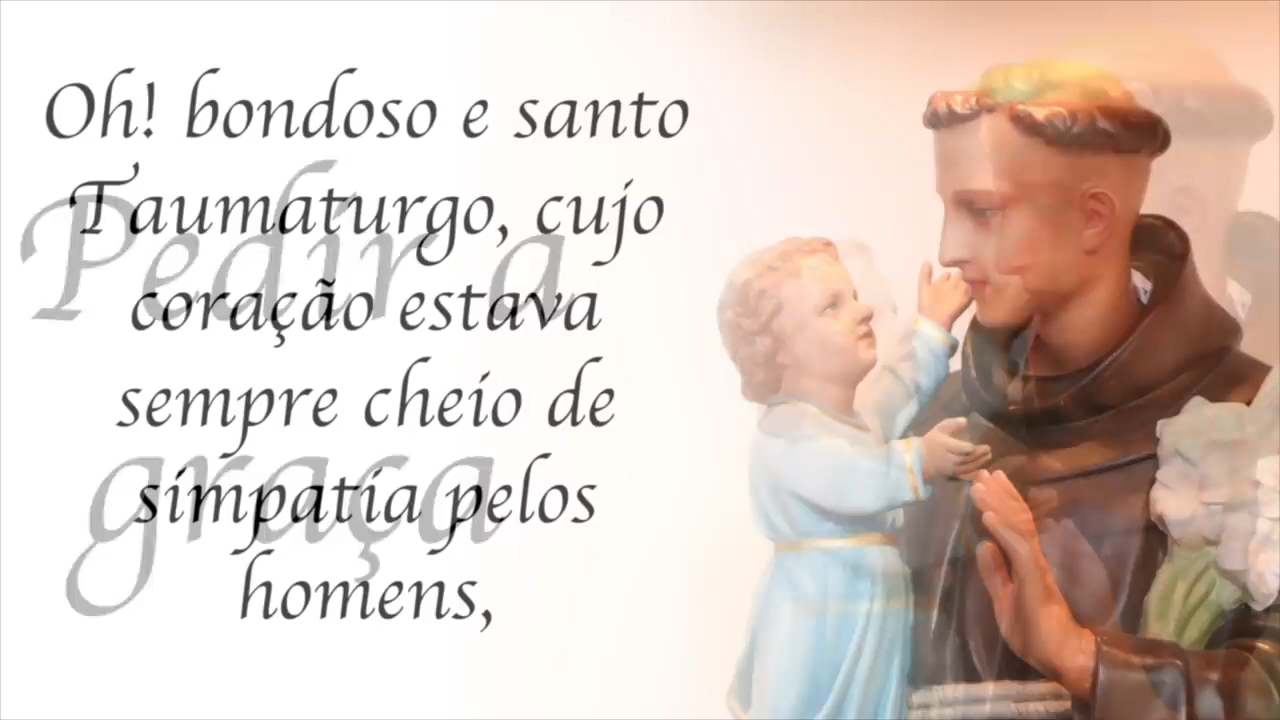 Oh! bondoso e santo
Taumaturgo, cujo
coração estava
sempre cheio de
simpatia pelos
homens,
Pedir a
graça